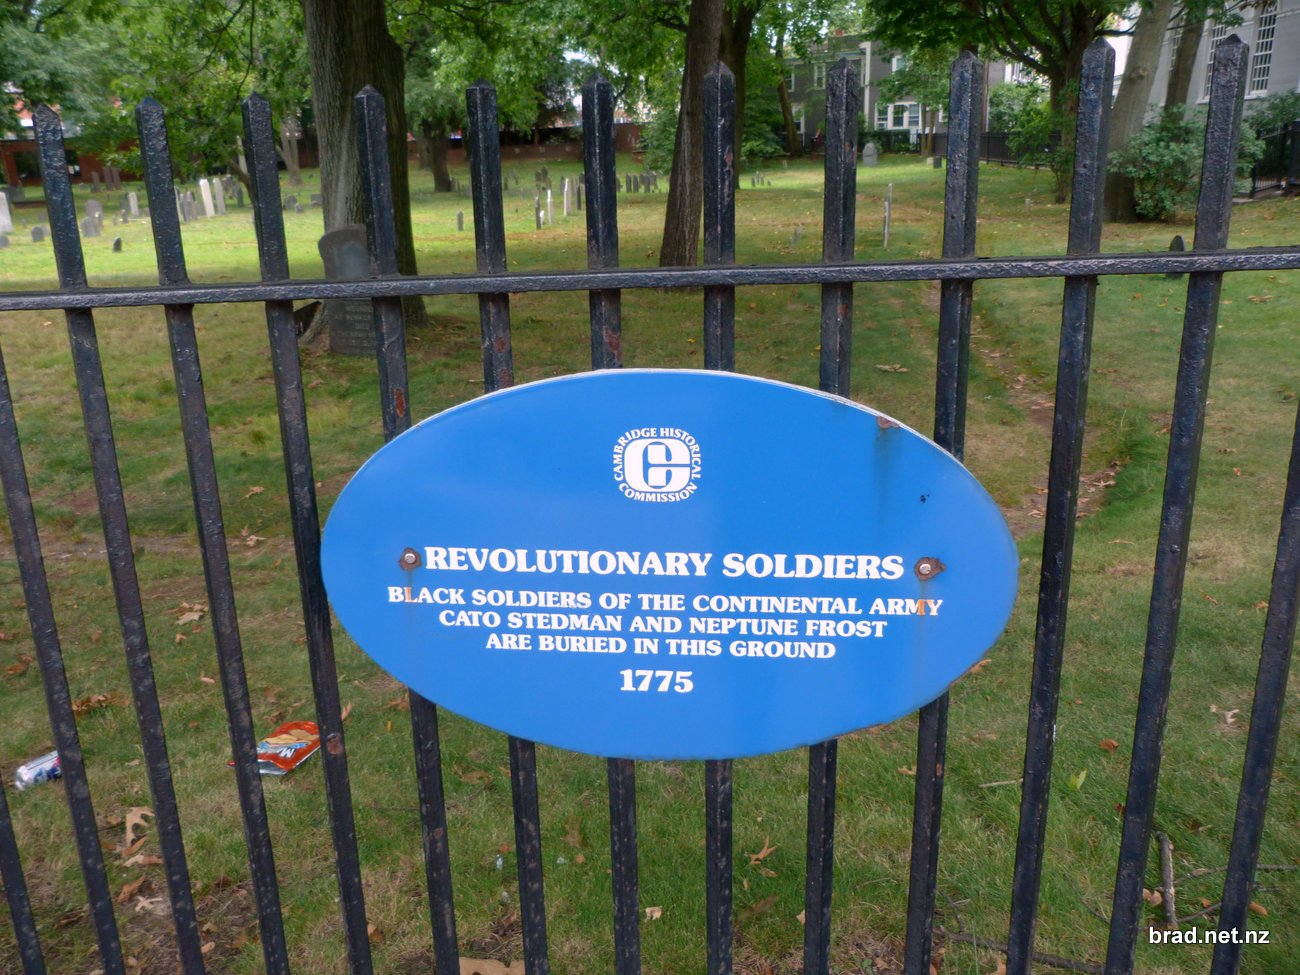 CAMBRIDGE HISTORICAL
COMMISSION
REVOLUTIONARY SOLDIERS
BLACK SOLDIERS OF THE CONTINENTAL ARMY
CATO STEDMAN AND NEPTUNE FROST
ARE BURIED IN THIS GROUND
1775
brad.net.nz